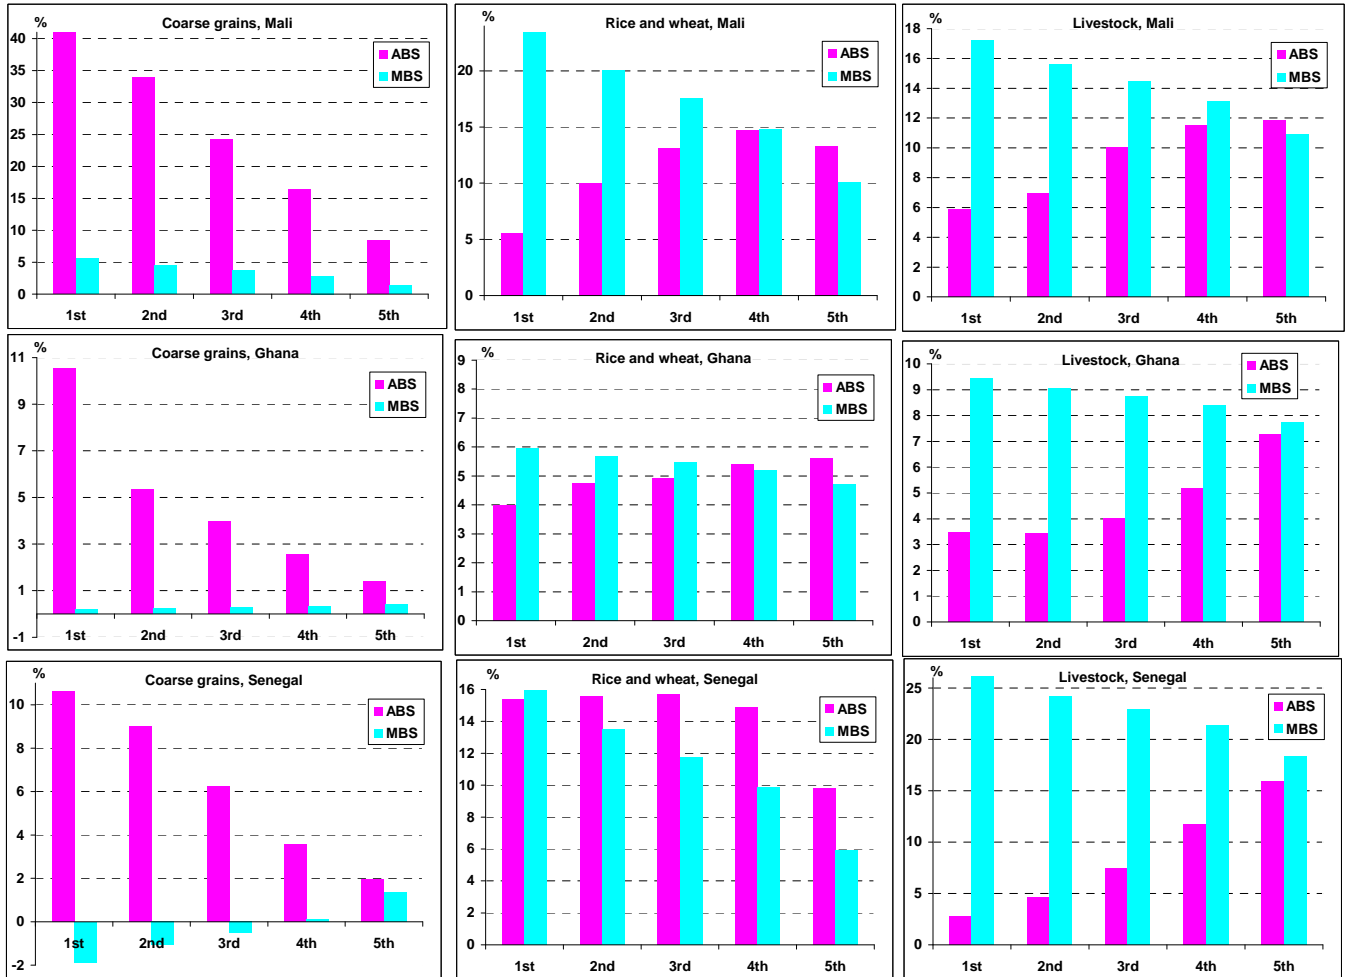 % Coarse grains, Mali
ABS
MBS
40
35
30
25
20
15
10
5
0
1st 2nd 3rd 4th 5th
% Rice and wheat, Mali
ABS
MBS
20
15
10
5
0
1st 2nd 3rd 4th 5th
% Livestock, Mali
ABS
MBS
18
16
14
12
10
8
6
4
2
0
1st 2nd 3rd 4th 5th
% Coarse grains, Ghana
ABS
MBS
11
9
7
5
3
1
-1
1st 2nd 3rd 4th 5th
% Rice and wheat, Ghana
ABS
MBS
9
8
7
6
5
4
3
2
1
0
1st 2nd 3rd 4th 5th
% Livestock, Ghana
ABS
MBS
10
9
8
7
6
5
4
3
2
1
0
1st 2nd 3rd 4th 5th
% Coarse grains, Senegal
ABS
MBS
10
8
6
4
2
0
-2
1st 2nd 3rd 4th 5th
% Rice and wheat, Senegal
ABS
MBS
16
14
12
10
8
6
4
2
0
1st 2nd 3rd 4th 5th
% Livestock, Senegal
ABS
MBS
25
20
15
10
5
0
1st 2nd 3rd 4th 5th